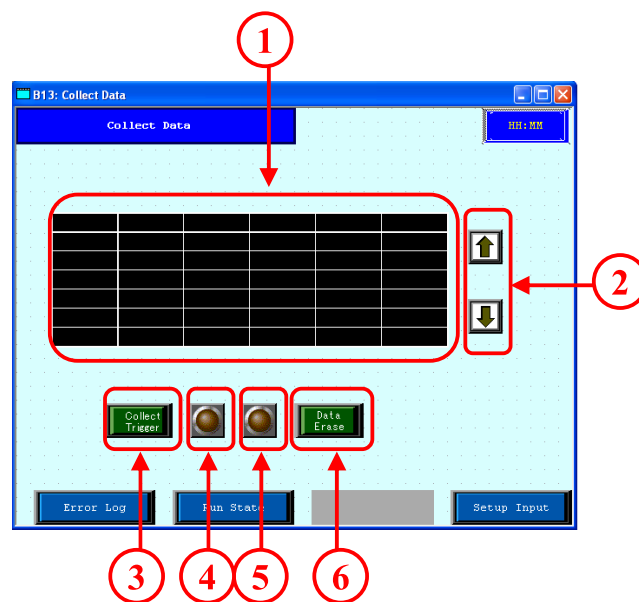 1
B13: Collect Data
Collect Data
HH:MM
2
Collect
Trigger
Data
Erase
Error Log
Run State
Setup Input
3
4
5
6